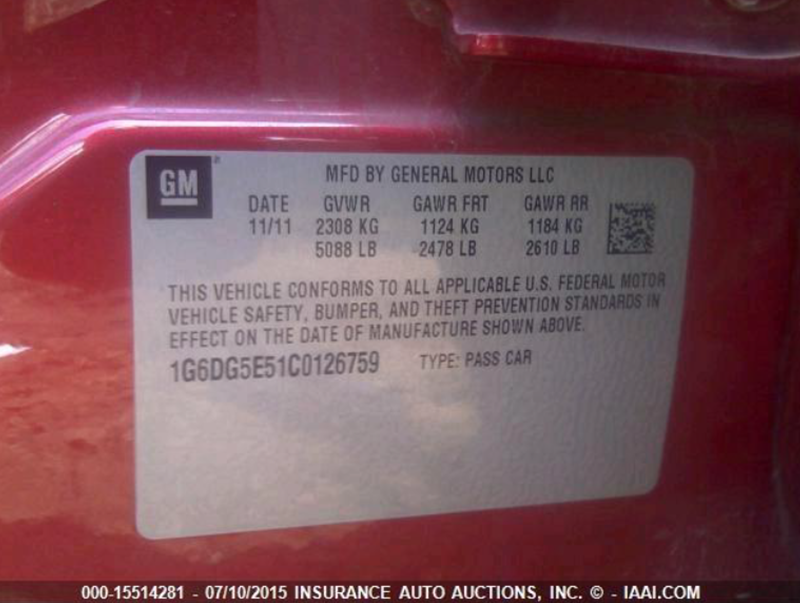 GM®
MFD BY GENERAL MOTORS LLC
DATE GVWR GAWR FRT GAWR RR
11/11 2308 KG 1124 KG 1184 KG
5088 LB 2478 LB 2610 LB
THIS VEHICLE CONFORMS TO ALL APPLICABLE U.S. FEDERAL MOTOR
VEHICLE SAFETY, BUMPER, AND THEFT PREVENTION STANDARDS IN
EFFECT ON THE DATE OF MANUFACTURE SHOWN ABOVE.
1G6DG5E51C0126759 TYPE: PASS CAR
000-15514281 - 07/10/2015 INSURANCE AUTO AUCTIONS, INC. © - IAAI.COM